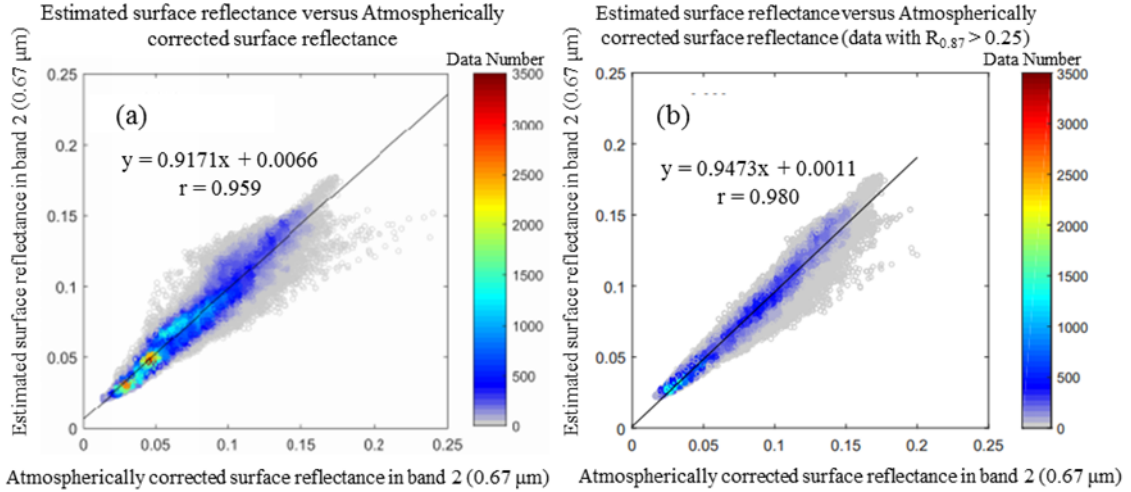 Estimated surface reflectance versus Atmospherically
corrected surface reflectance
Data Number
(a)
y = 0.9171x + 0.0066
r = 0.959
0.25
0.2
0.15
0.1
0.05
0
0
0.05
0.1
0.15
0.2
0.25
3500
3000
2500
2000
1500
1000
500
0
Estimated surface reflectance in band 2 (0.67 μm)
Atmospherically corrected surface reflectance in band 2 (0.67 μm)
Estimated surface reflectance versus Atmospherically
corrected surface reflectance (data with R0.87 > 0.25)
Data Number
(b)
y = 0.9473x + 0.0011
r = 0.980
0.25
0.2
0.15
0.1
0.05
0
0
0.05
0.1
0.15
0.2
0.25
3500
3000
2500
2000
1500
1000
500
0
Estimated surface reflectance in band 2 (0.67 μm)
Atmospherically corrected surface reflectance in band 2 (0.67 μm)